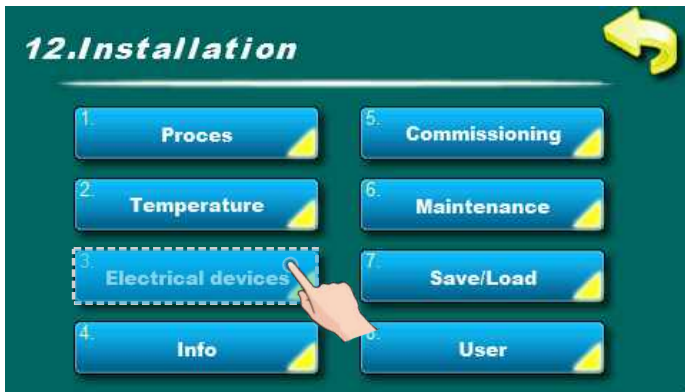 12.Installation
1.
Proces
2.
Temperature
3.
Electrical devices
4.
Info
5.
Commissioning
6.
Maintenance
7.
Save/Load
User